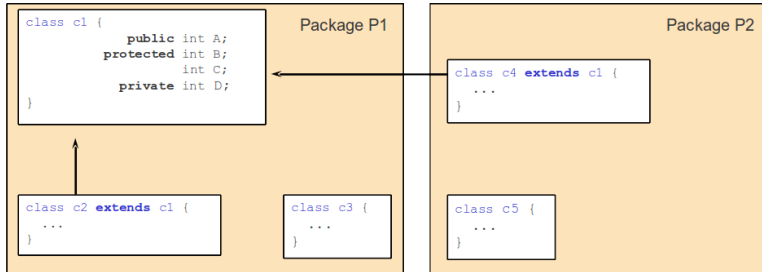 class c1 {
public int A;
protected int B;
int C;
private int D;
}
Package P1
Package P2
class c4 extends c1 {
...
}
class c2 extends c1 {
...
}
class c3 {
...
}
class c5 {
...
}